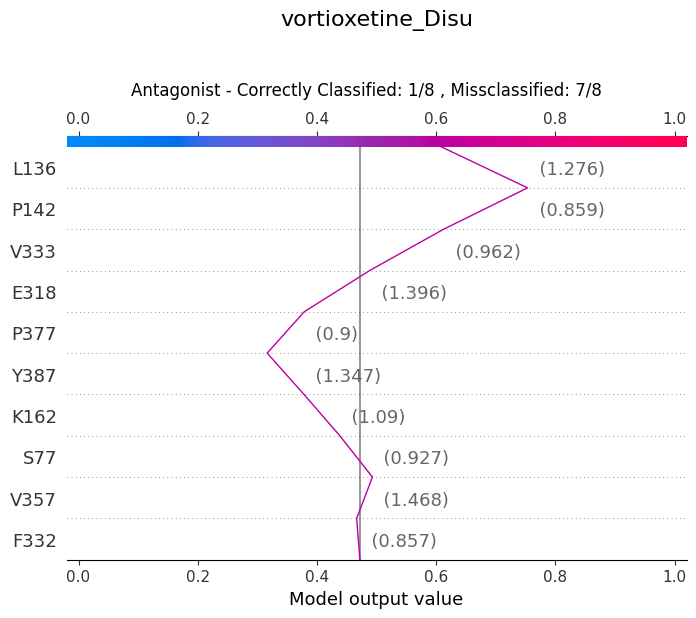 vortioxetine_Disu
Antagonist - Correctly Classified: 1/8 , Missclassified: 7/8
0.0 0.2 0.4 0.6 0.8 1.0
L136 (1.276)
P142 (0.859)
V333 (0.962)
E318 (1.396)
P377 (0.9)
Y387 (1.347)
K162 (1.09)
S77 (0.927)
V357 (1.468)
F332 (0.857)
0.0 0.2 0.4 0.6 0.8 1.0
Model output value